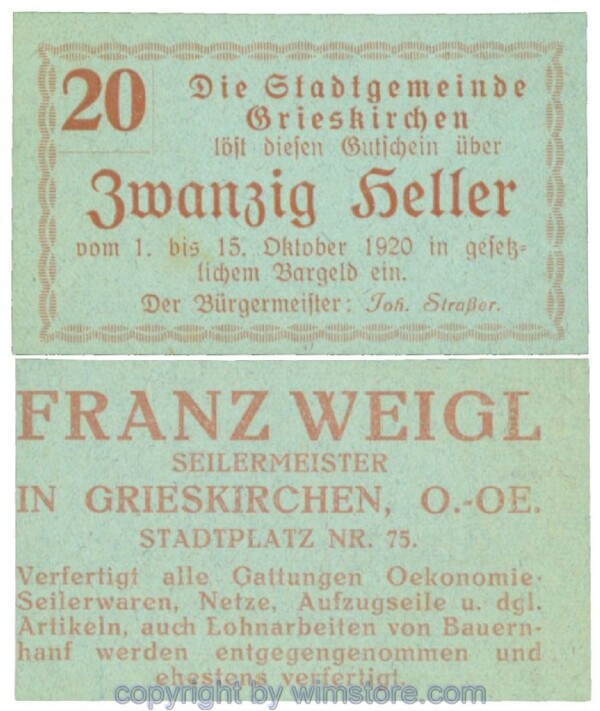 20
Die Stadtgemeinde
Grieskirchen
löst diesen Gutschein über
Zwanzig Heller
vom 1. bis 15. Oktober 1920 in gesetz-
lichem Bargeld ein.
Der Bürgermeister: Joh. Straßer.
FRANZ WEIGL
SEILERMEISTER
IN GRIESKIRCHEN, O.-OE.
STADTPLATZ NR. 75.
Verfertigt alle Gattungen Oekonomie-
Seilerwaren, Netze, Aufzugseile u. dgl.
Artikeln, auch Lohnarbeiten von Bauern-
hanf werden entgegengenommen und
ehestens verfertigt.
copyright by wimstore.com